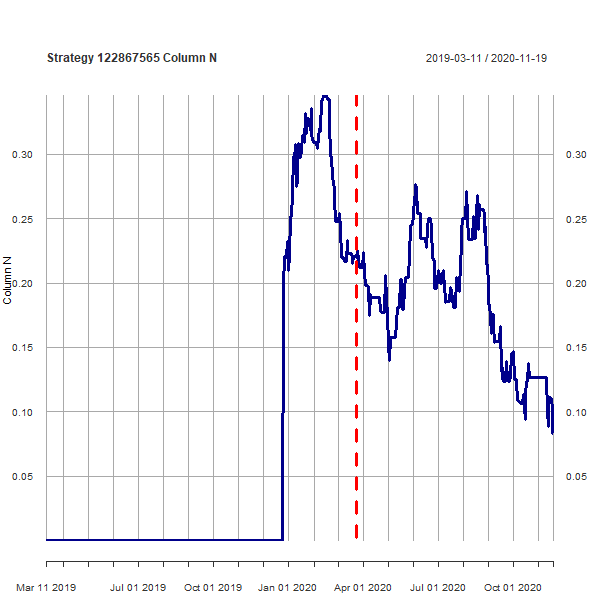 Strategy 122867565 Column N
2019-03-11 / 2020-11-19
0.30
0.25
0.20
0.15
0.10
0.05
Column N
0.30
0.25
0.20
0.15
0.10
0.05
Mar 11 2019
Jul 01 2019
Oct 01 2019
Jan 01 2020
Apr 01 2020
Jul 01 2020
Oct 01 2020